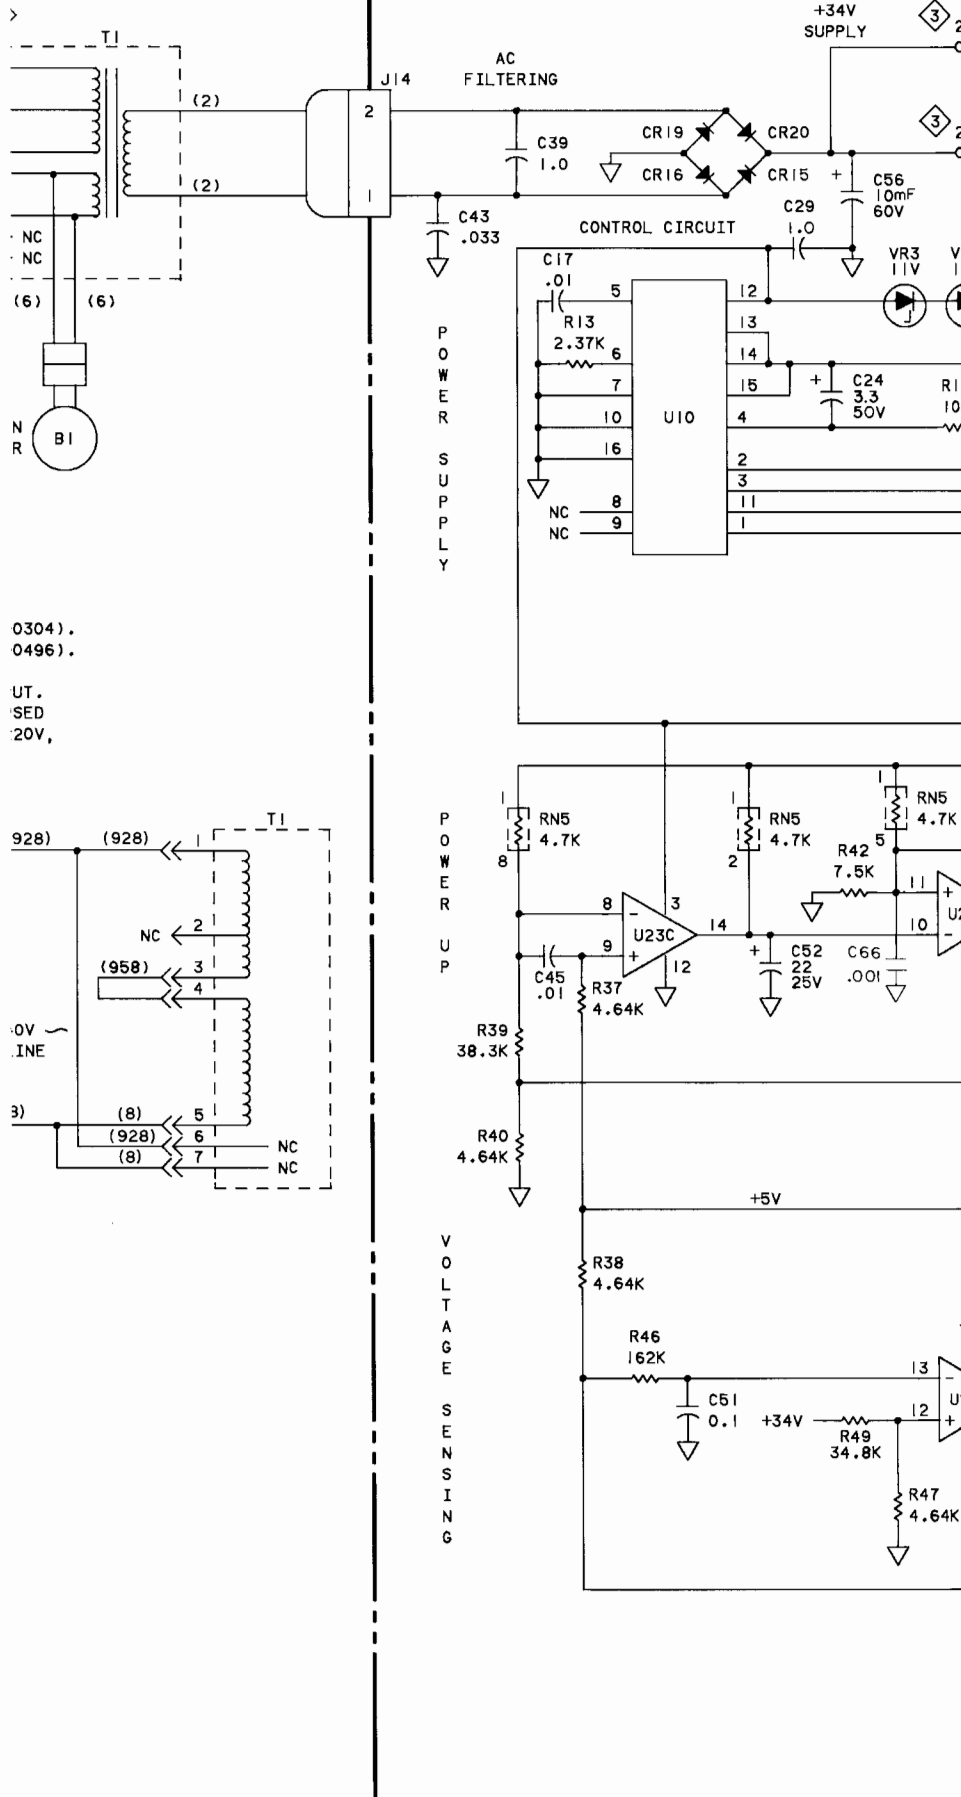 +34V
SUPPLY
3
2
T1
J14
AC
FILTERING
(2)
2
C39
1.0
CR19
CR20
3
2
CR16
CR15
+
C56
10mF
60V
(2)
1
C43
.033
C29
1.0
CONTROL CIRCUIT
NC
NC
(6)
(6)
C17
.01
5
12
VR3
11V
R13
2.37K
13
6
14
7
15
+
C24
3.3
50V
U10
10
4
16
2
3
NC
8
11
NC
9
1
B1
N
R
POWER SUPPLY
0304).
0496).
UT.
SED
20V,
T1
928)
(928)
1
NC
2
(958)
3
4
0V ~
INE
(8)
5
(928)
6
NC
(8)
7
NC
POWER UP
1
RN5
4.7K
8
1
RN5
4.7K
2
1
RN5
4.7K
5
R42
7.5K
11
+
8
-
3
U23C
14
10
-
9
+
12
C45
.01
R37
4.64K
+
C52
22
25V
C66
.001
R39
38.3K
R40
4.64K
+5V
VOLTAGE SENSING
R38
4.64K
R46
162K
13
-
C51
0.1
+34V
12
+
R49
34.8K
R47
4.64K